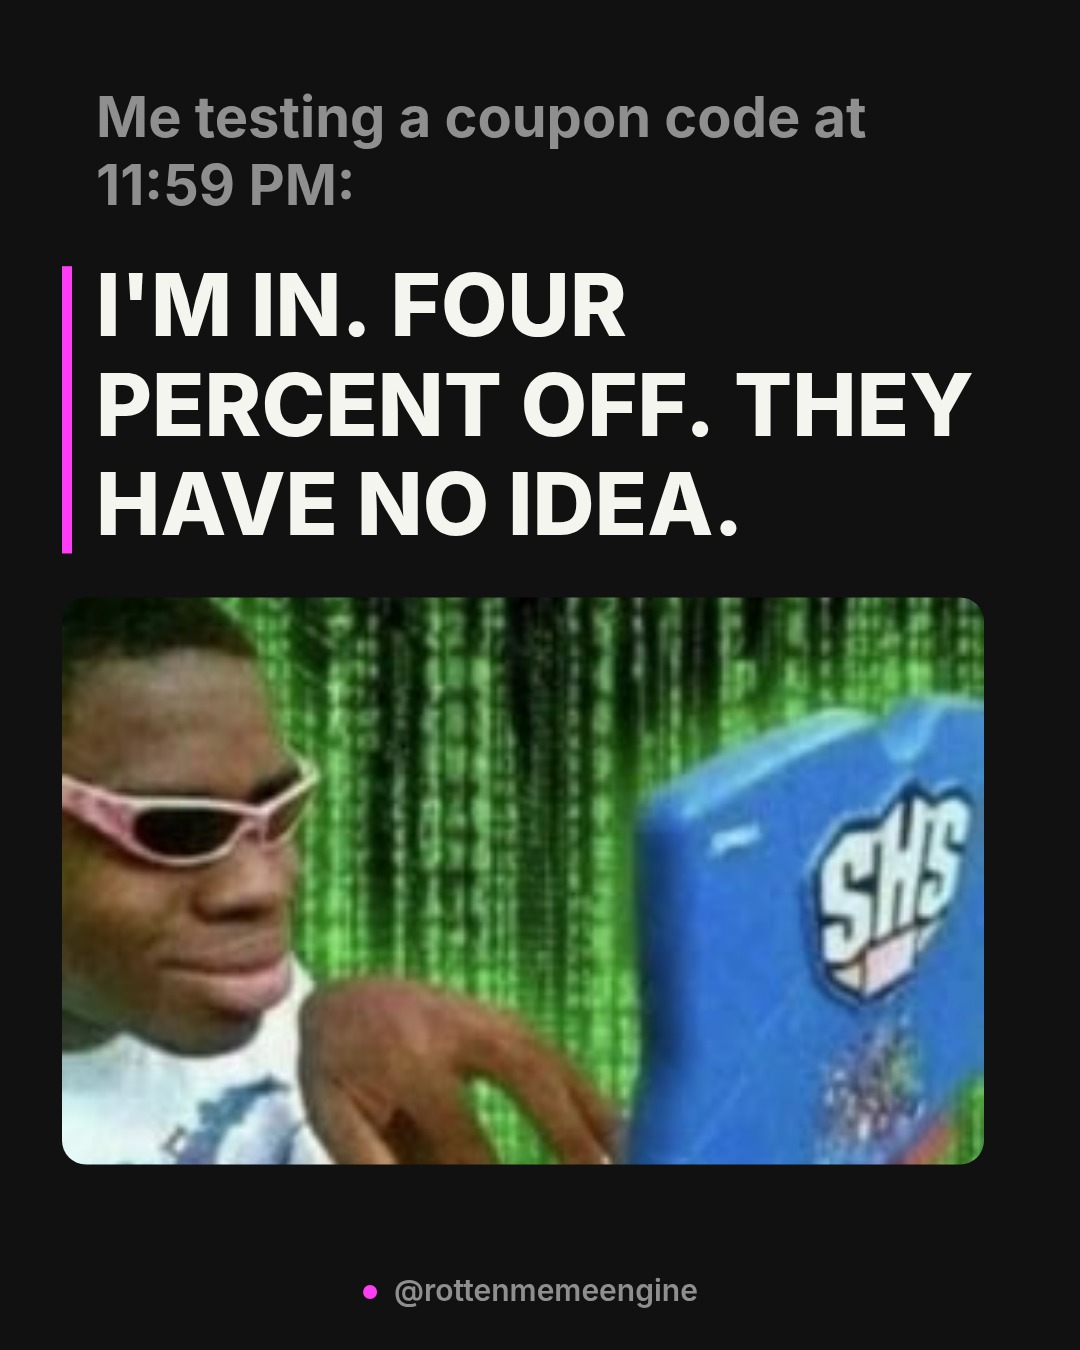 Me testing a coupon code at
11:59 PM:
I'M IN. FOUR
PERCENT OFF. THEY
HAVE NO IDEA.
SHS
@rottenmemeengine